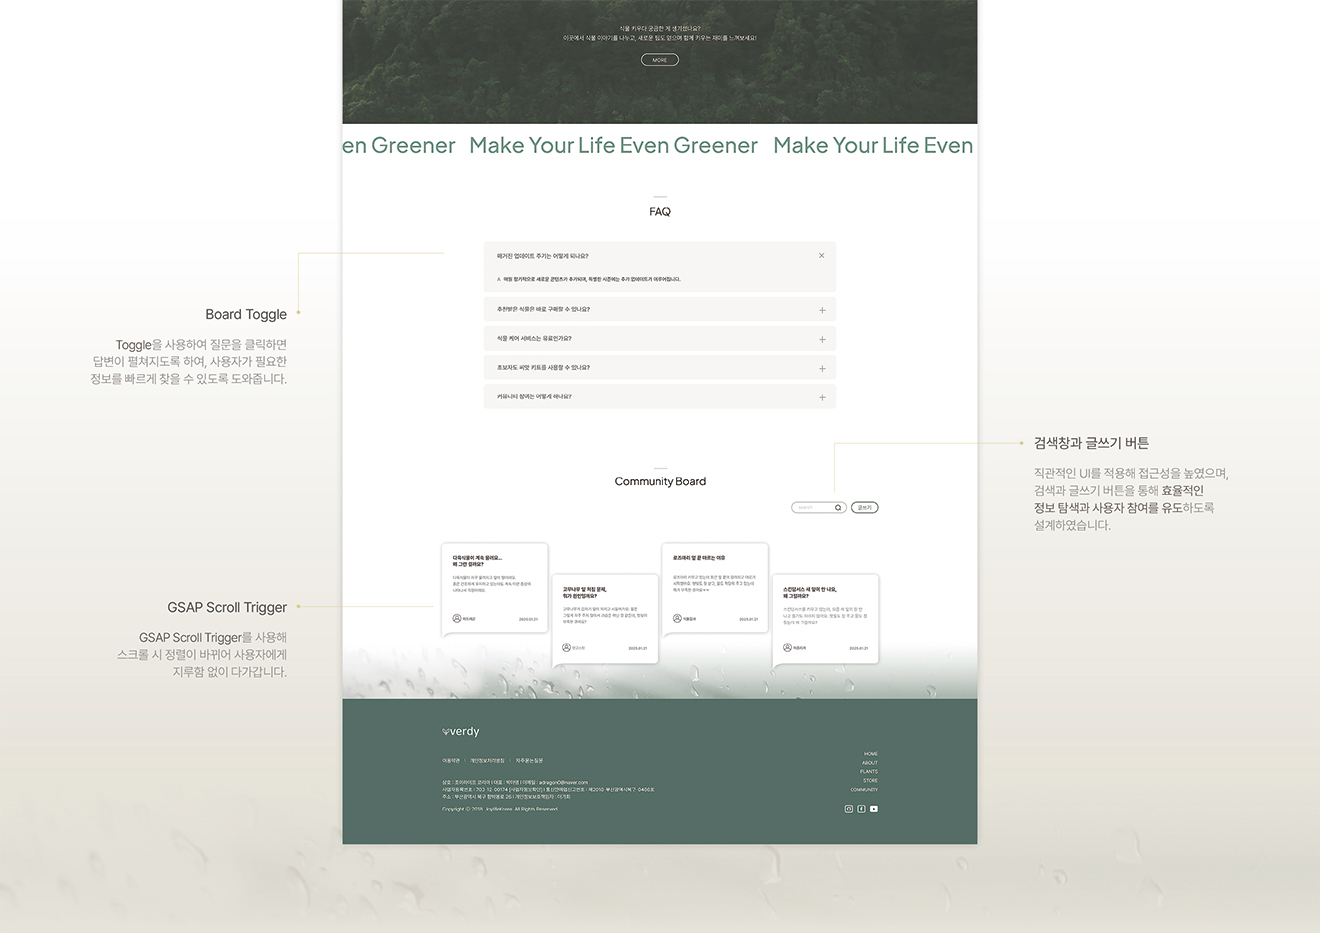 식물 키우다 궁금한 게 생기셨나요?
이곳에서 식물 이야기를 나누고, 새로운 팁도 얻으며 함께 키우는 재미를 느껴보세요!
MORE
en Greener Make Your Life Even Greener Make Your Life Even
FAQ
매거진 업데이트 주기는 어떻게 되나요?
A 매월 정기적으로 새로운 콘텐츠가 추가되며, 특별한 시즌에는 추가 업데이트가 이루어집니다.
추천받은 식물은 바로 구매할 수 있나요?
식물 케어 서비스는 유료인가요?
초보자도 씨앗 키트를 사용할 수 있나요?
커뮤니티 참여는 어떻게 하나요?
Board Toggle
Toggle을 사용하여 질문을 클릭하면
답변이 펼쳐지도록 하여, 사용자가 필요한
정보를 빠르게 찾을 수 있도록 도와줍니다.
검색창과 글쓰기 버튼
직관적인 UI를 적용해 접근성을 높였으며,
검색과 글쓰기 버튼을 통해 효율적인
정보 탐색과 사용자 참여를 유도하도록
설계하였습니다.
Community Board
search
글쓰기
다육식물이 계속 물러요...
왜 그런 걸까요?
2025.01.21
고무나무 잎 처짐 문제,
뭐가 원인일까요?
2025.01.21
로즈마리 잎 끝 마르는 이유
2025.01.21
스킨답서스 새 잎이 안 나요,
왜 그럴까요?
2025.01.21
GSAP Scroll Trigger
GSAP Scroll Trigger를 사용해
스크롤 시 정렬이 바뀌어 사용자에게
지루함 없이 다가갑니다.
verdy
이용약관 | 개인정보처리방침 | 자주묻는질문
HOME
ABOUT
PLANTS
STORE
COMMUNITY